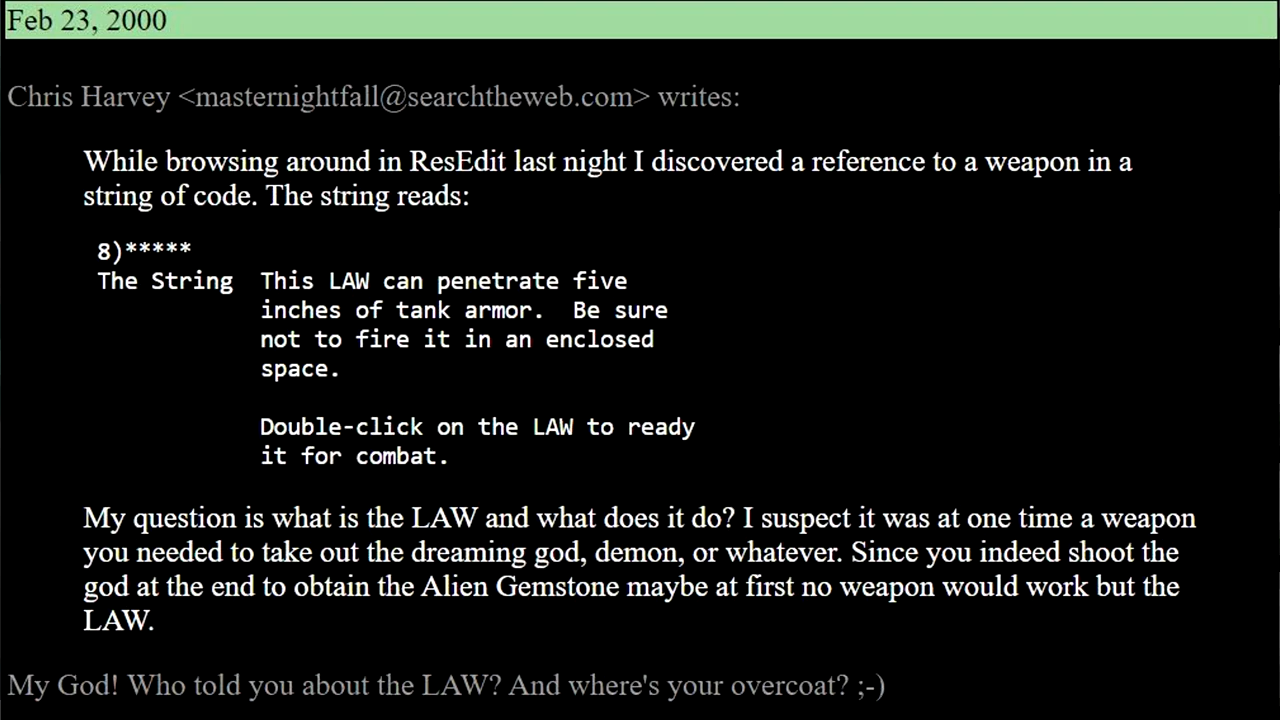 Feb 23, 2000
Chris Harvey <masternightfall@searchtheweb.com> writes:
While browsing around in ResEdit last night I discovered a reference to a weapon in a
string of code. The string reads:
8)*****
The String  This LAW can penetrate five
inches of tank armor.  Be sure
not to fire it in an enclosed
space.
Double-click on the LAW to ready
it for combat.
My question is what is the LAW and what does it do? I suspect it was at one time a weapon
you needed to take out the dreaming god, demon, or whatever. Since you indeed shoot the
god at the end to obtain the Alien Gemstone maybe at first no weapon would work but the
LAW.
My God! Who told you about the LAW? And where's your overcoat? ;-)